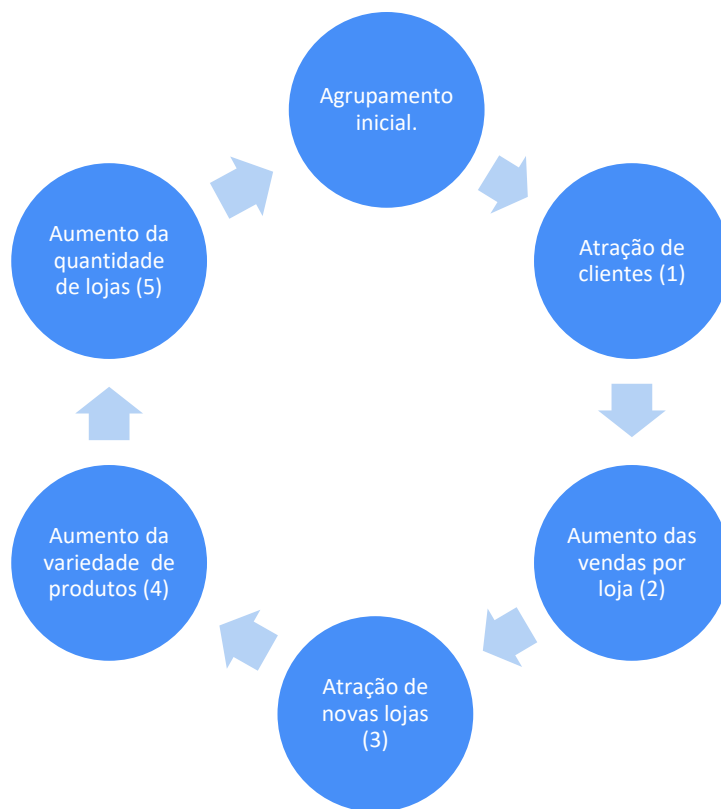 Agrupamento
inicial.
Atração de
clientes (1)
Aumento das
vendas por
loja (2)
Atração de
novas lojas
(3)
Aumento da
variedade  de
produtos (4)
Aumento da
quantidade
de lojas (5)